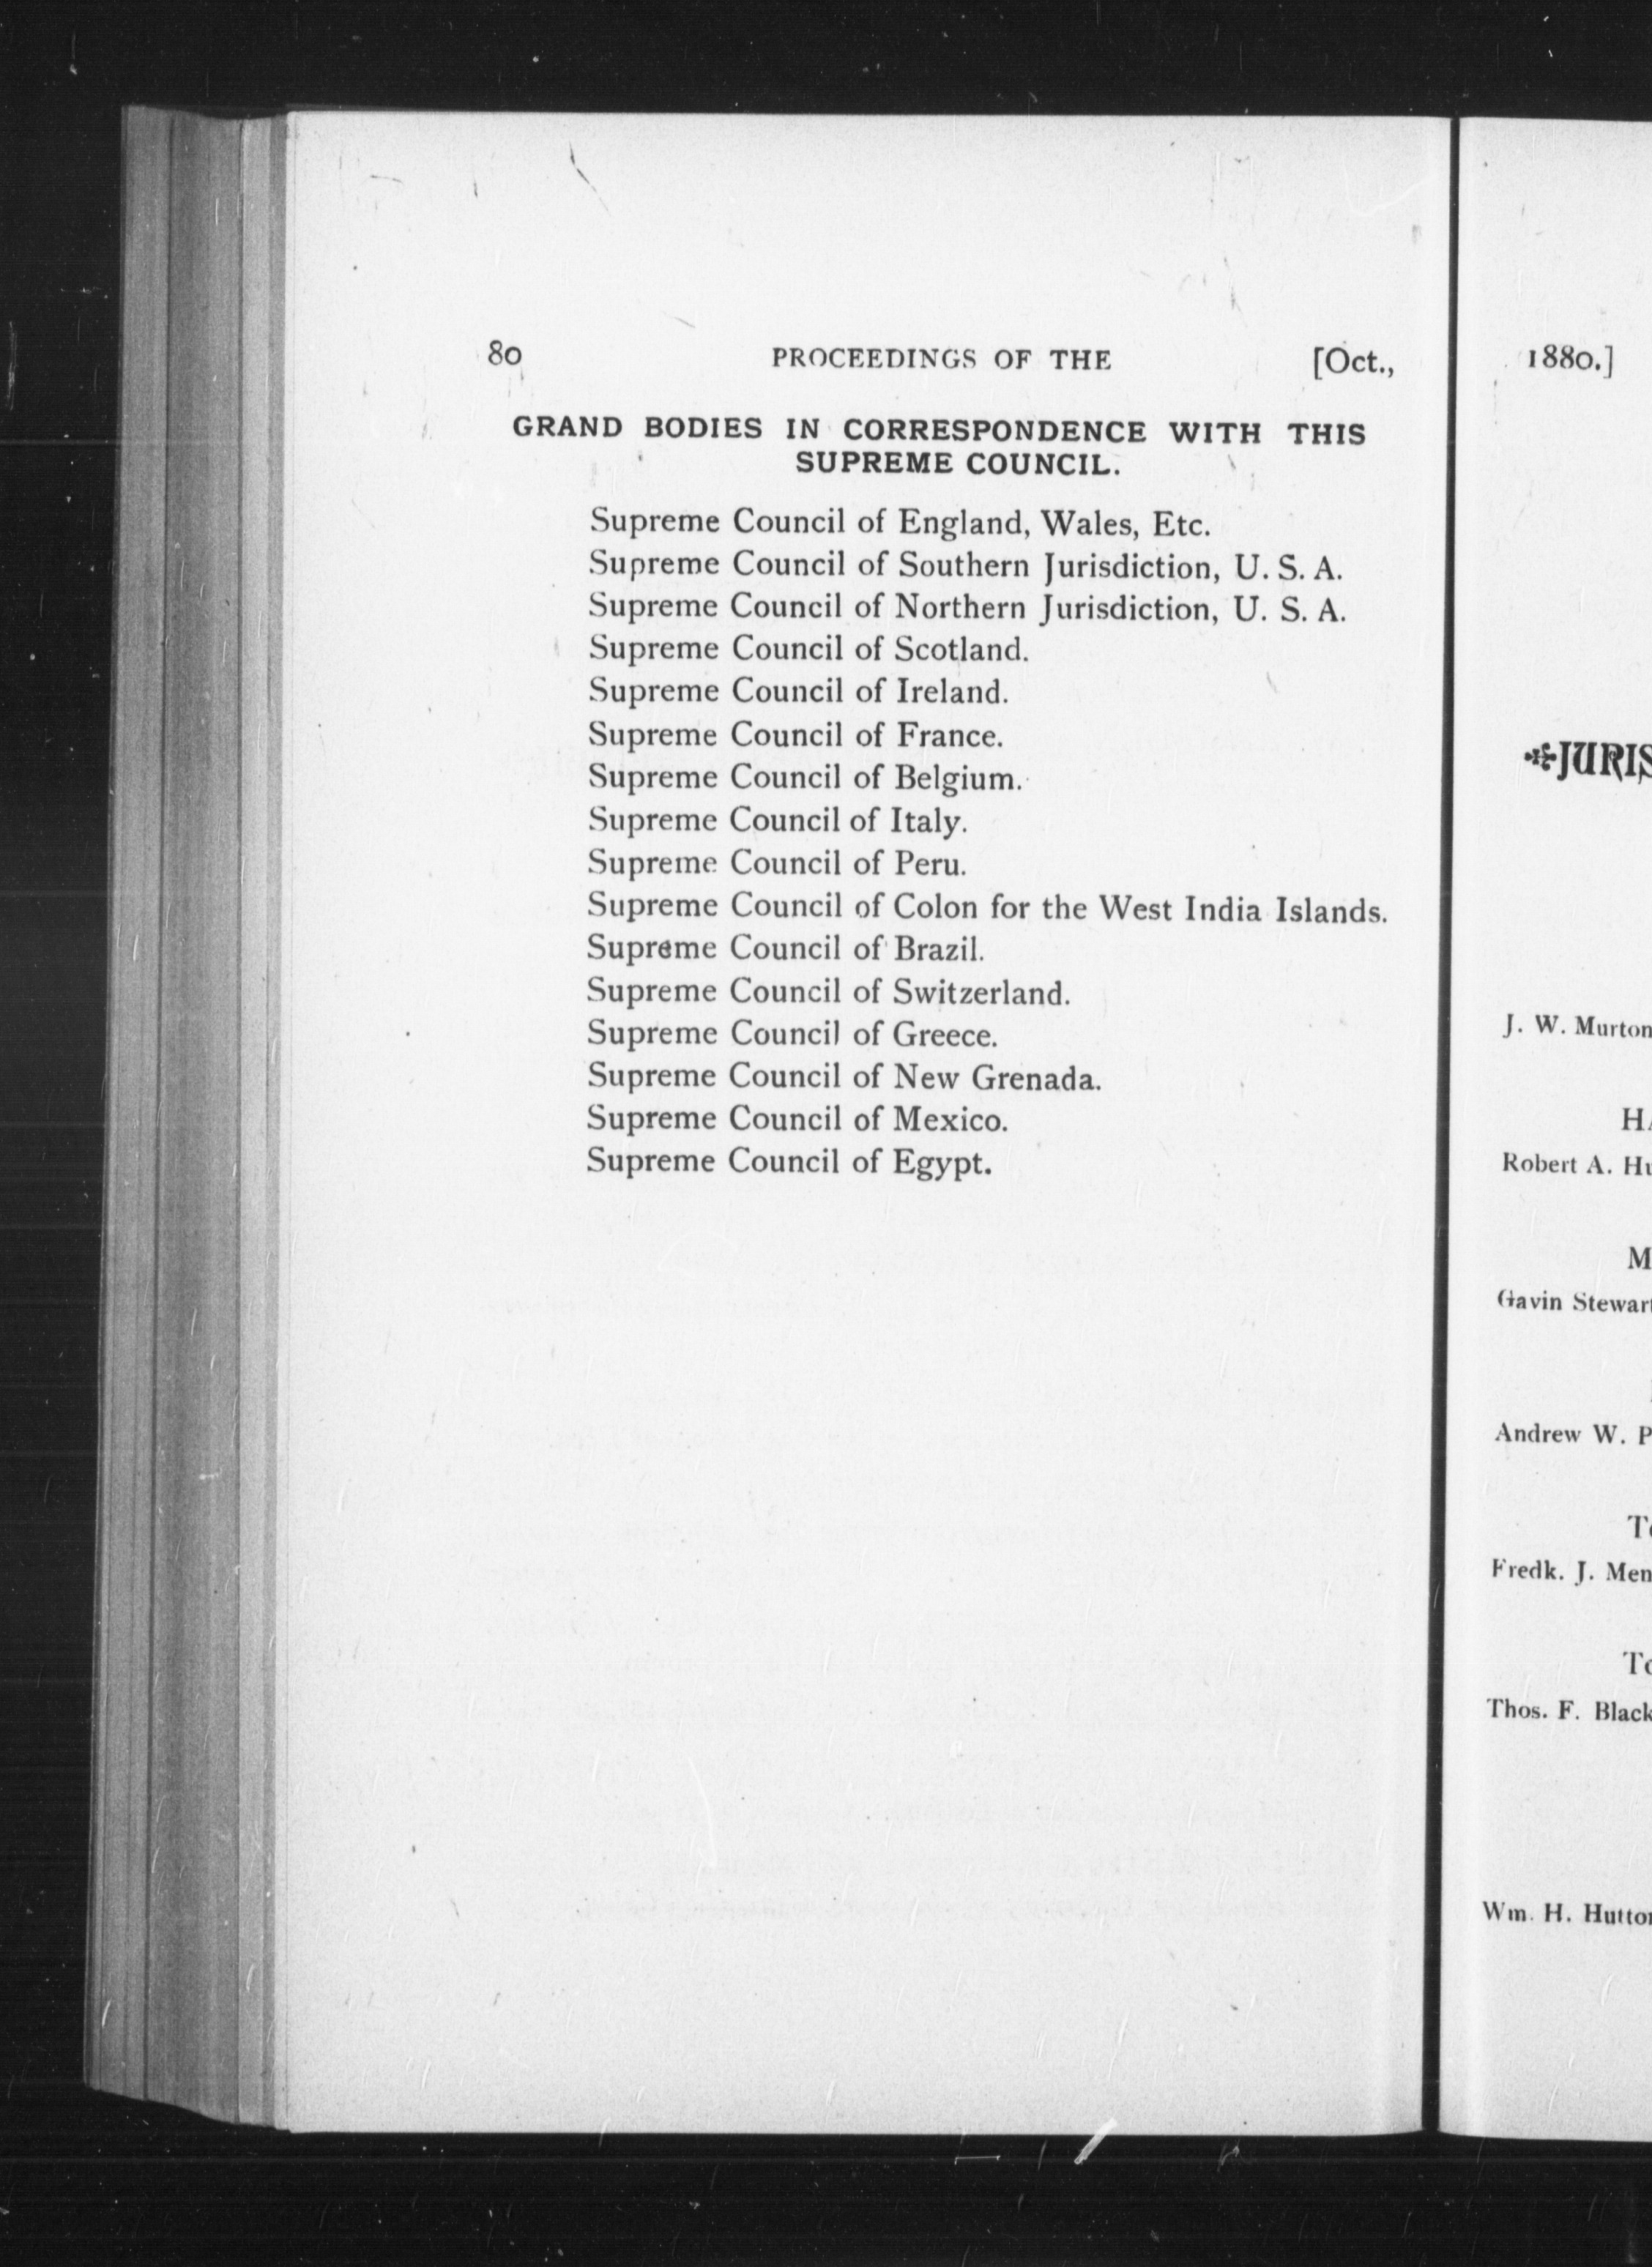 80 PROCEEDINGS OF THE [Oct.,
GRAND BODIES IN CORRESPONDENCE WITH THIS
SUPREME COUNCIL.
Supreme Council of England, Wales, Etc.
Supreme Council of Southern Jurisdiction, U. S. A.
Supreme Council of Northern Jurisdiction, U. S. A.
Supreme Council of Scotland.
Supreme Council of Ireland.
Supreme Council of France.
Supreme Council of Belgium.
Supreme Council of Italy.
Supreme Council of Peru.
Supreme Council of Colon for the West India Islands.
Supreme Council of Brazil.
Supreme Council of Switzerland.
Supreme Council of Greece.
Supreme Council of New Grenada.
Supreme Council of Mexico.
Supreme Council of Egypt.
1880.]
J. W. Murton
Robert A.
Gavin
Andrew W.
Fredk. J.
Thos. F.
Wm. H.